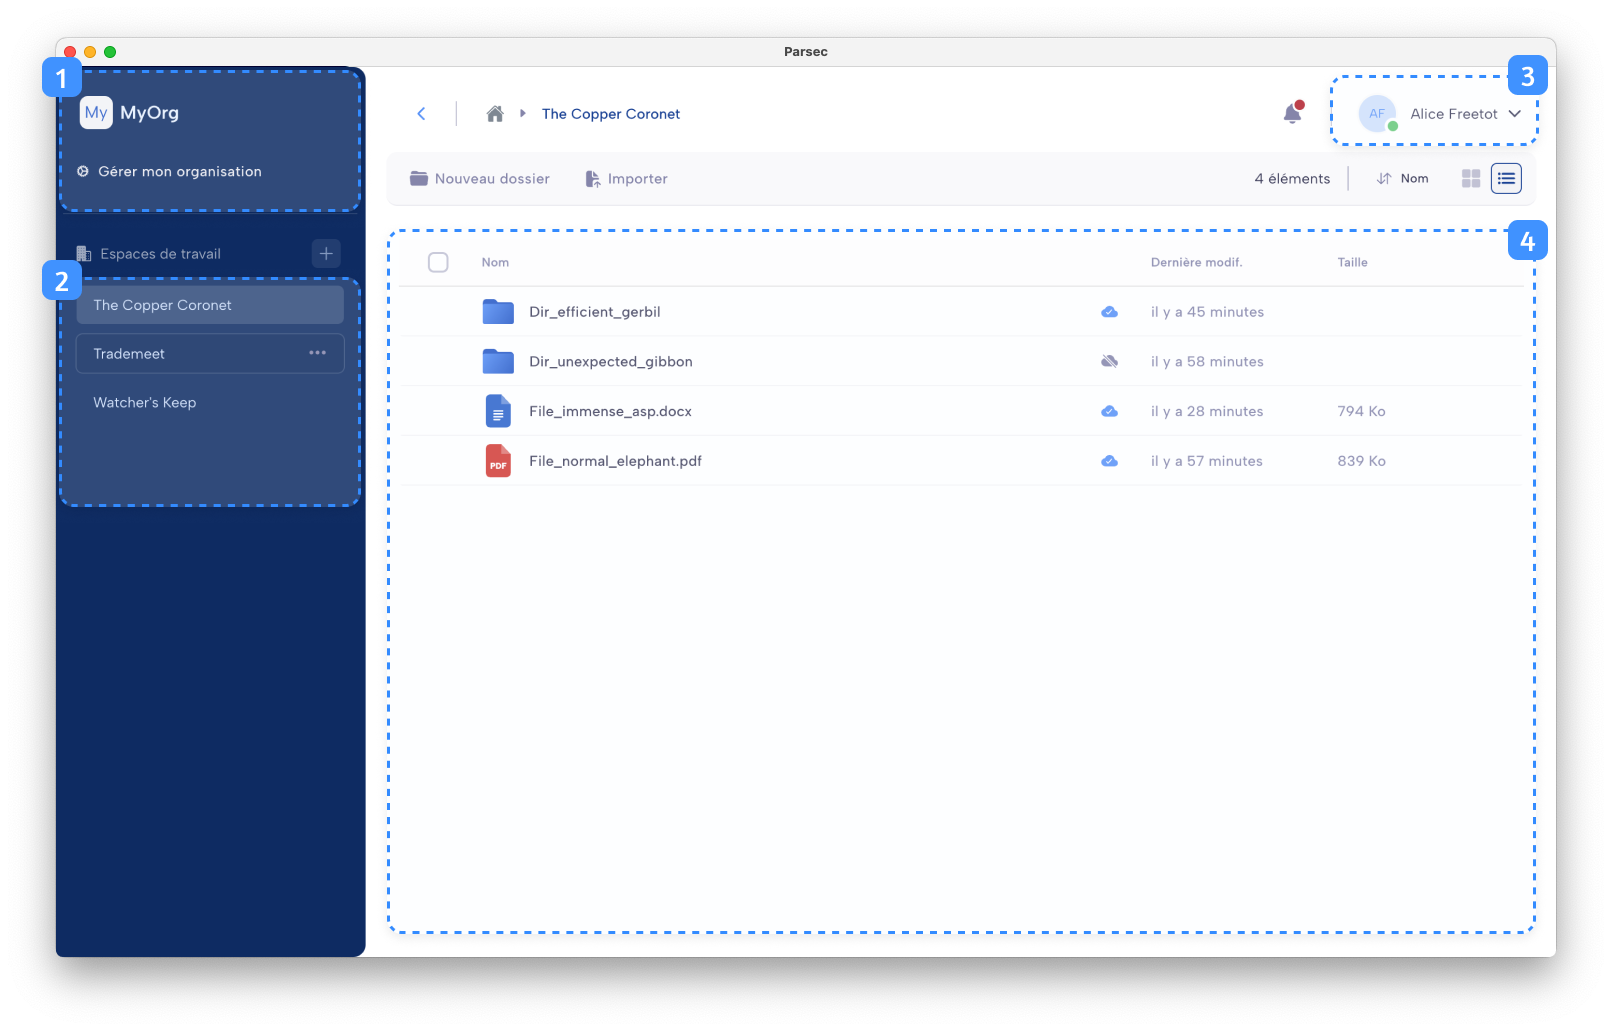 Parsec
1
My MyOrg
Gérer mon organisation
Espaces de travail
2
The Copper Coronet
Trademeet
Watcher's Keep
The Copper Coronet
3
AF Alice Freetot
Nouveau dossier Importer 4 éléments Nom
4
Nom Dernière modif. Taille
Dir_efficient_gerbil il y a 45 minutes
Dir_unexpected_gibbon il y a 58 minutes
File_immense_asp.docx il y a 28 minutes 794 Ko
PDF File_normal_elephant.pdf il y a 57 minutes 839 Ko